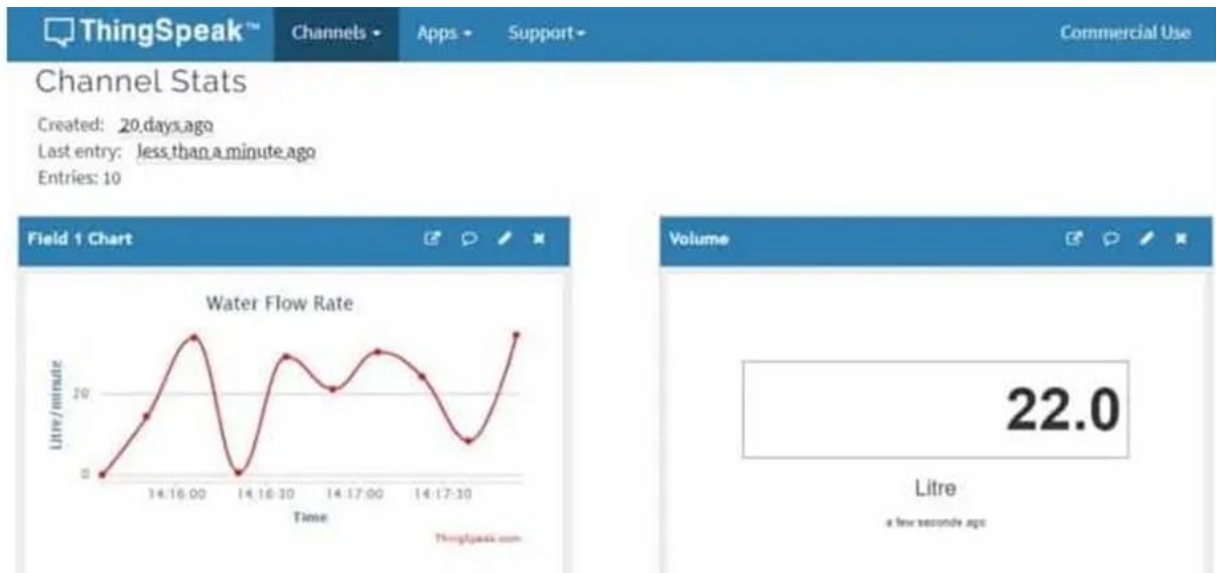 ThingSpeak™ Channels Apps Support Commercial Use
Channel Stats
Created: 20 days ago
Last entry: less than a minute ago
Entries: 10
Field 1 Chart
Water Flow Rate
Litre/minute
20
0
14:16:00 14:16:30 14:17:00 14:17:30
Time
ThingSpeak.com
Volume
22.0
Litre
a few seconds ago